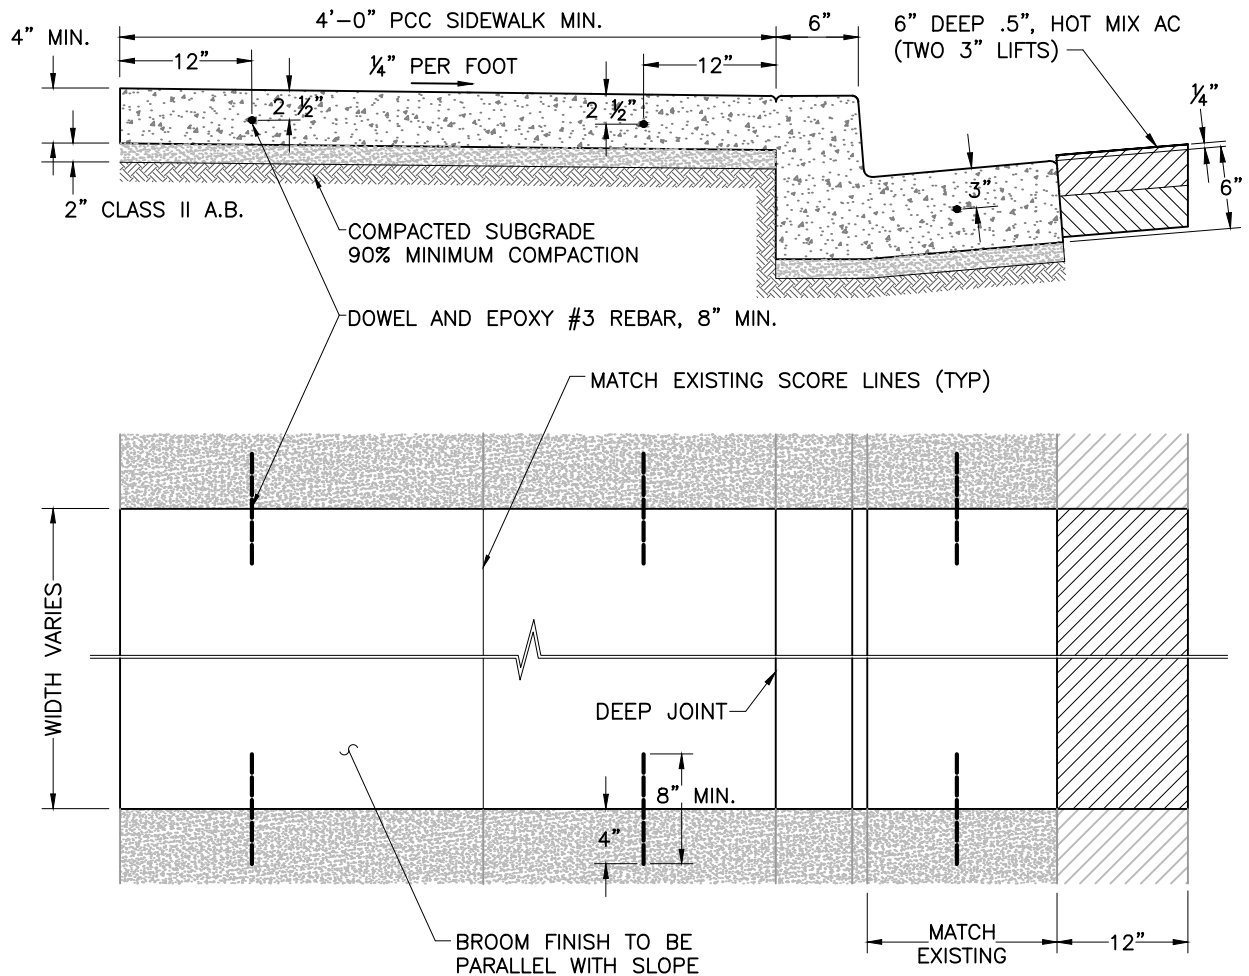 4'-0" PCC SIDEWALK MIN.
6"
6" DEEP .5", HOT MIX AC
(TWO 3" LIFTS)
4" MIN.
12"
¼" PER FOOT
12"
2 ½"
2 ½"
¼"
3"
6"
2" CLASS II A.B.
COMPACTED SUBGRADE
90% MINIMUM COMPACTION
DOWEL AND EPOXY #3 REBAR, 8" MIN.
MATCH EXISTING SCORE LINES (TYP)
WIDTH VARIES
DEEP JOINT
8" MIN.
4"
BROOM FINISH TO BE
PARALLEL WITH SLOPE
MATCH
EXISTING
12"